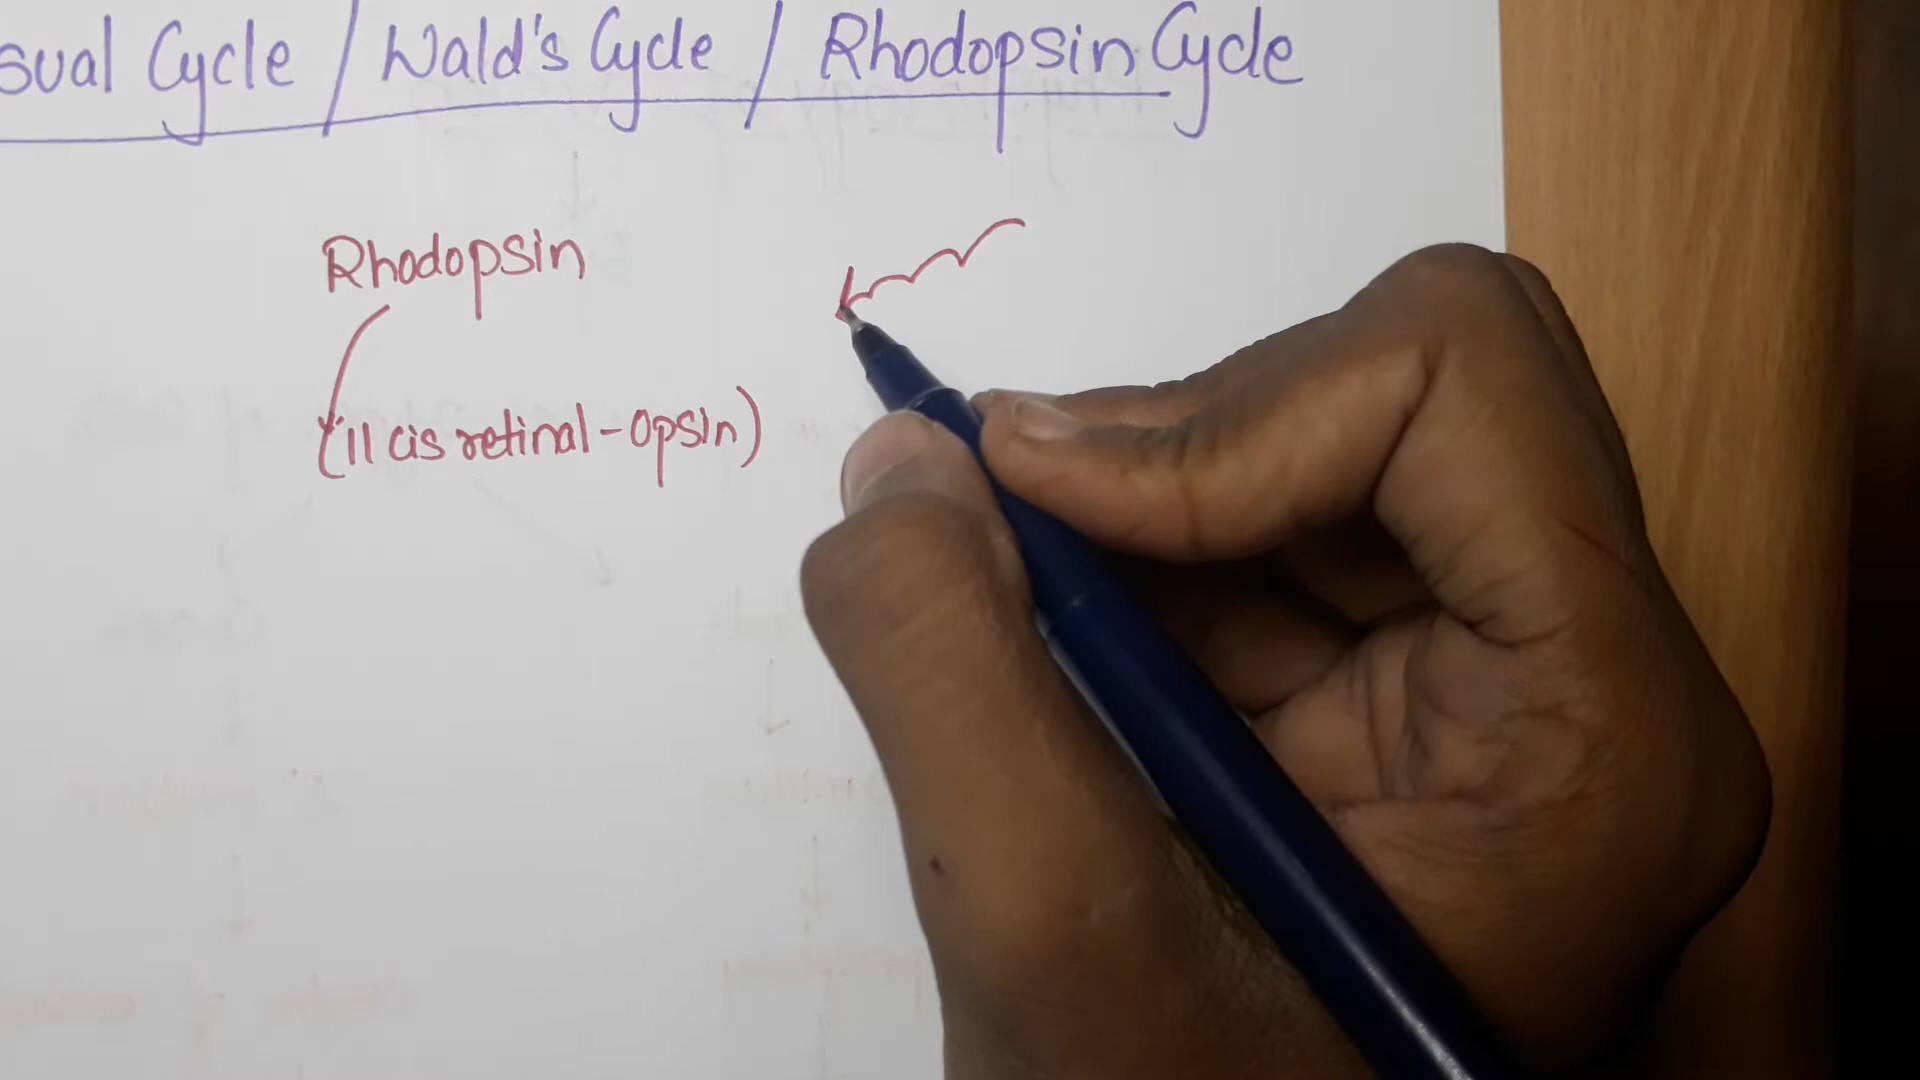 sual Cycle / Wald's Cycle / Rhodopsin Cycle
Rhodopsin
(11 cis retinal-opsin)